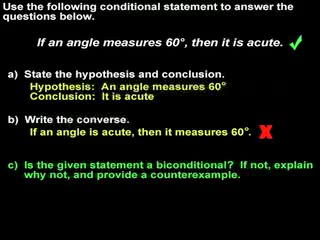 Use the following conditional statement to answer the
questions below.
If an angle measures 60°, then it is acute.
a) State the hypothesis and conclusion.
Hypothesis: An angle measures 60°
Conclusion: It is acute
b) Write the converse.
If an angle is acute, then it measures 60°.
c) Is the given statement a biconditional? If not, explain
why not, and provide a counterexample.